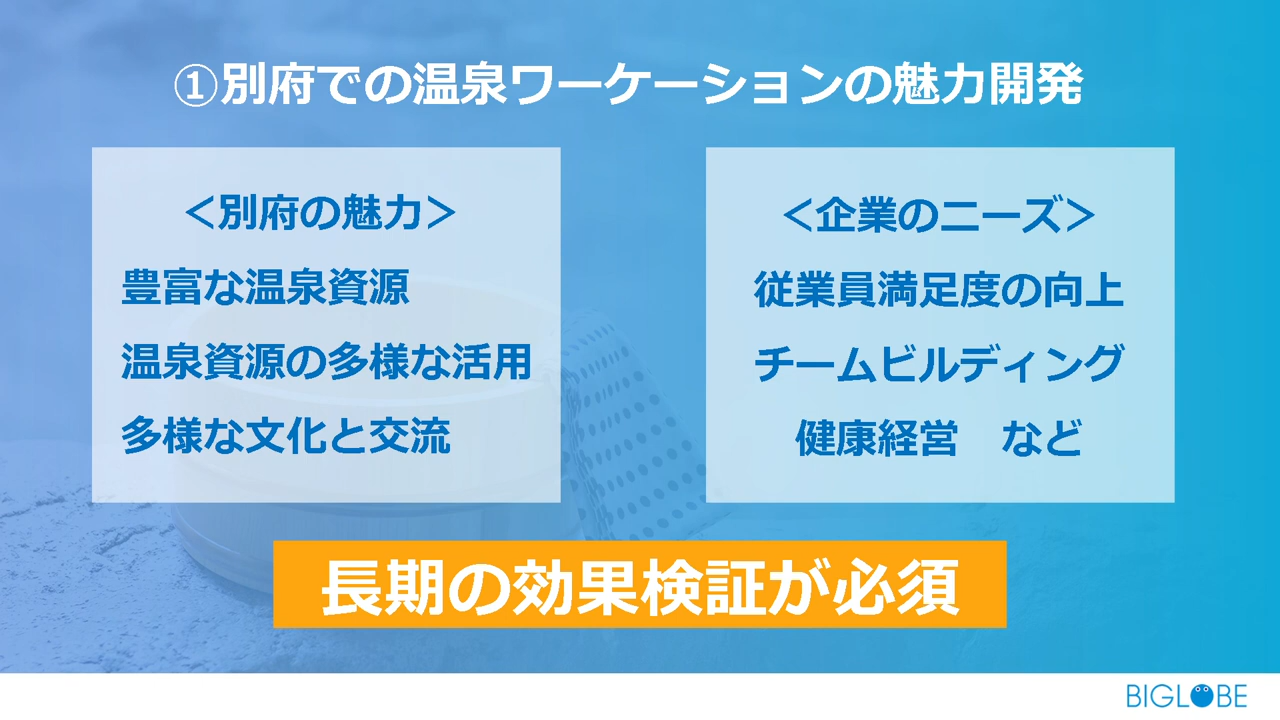 ①別府での温泉ワーケーションの魅力開発
＜別府の魅力＞
豊富な温泉資源
温泉資源の多様な活用
多様な文化と交流
＜企業のニーズ＞
従業員満足度の向上
チームビルディング
健康経営　など
長期の効果検証が必須
BIGLOBE